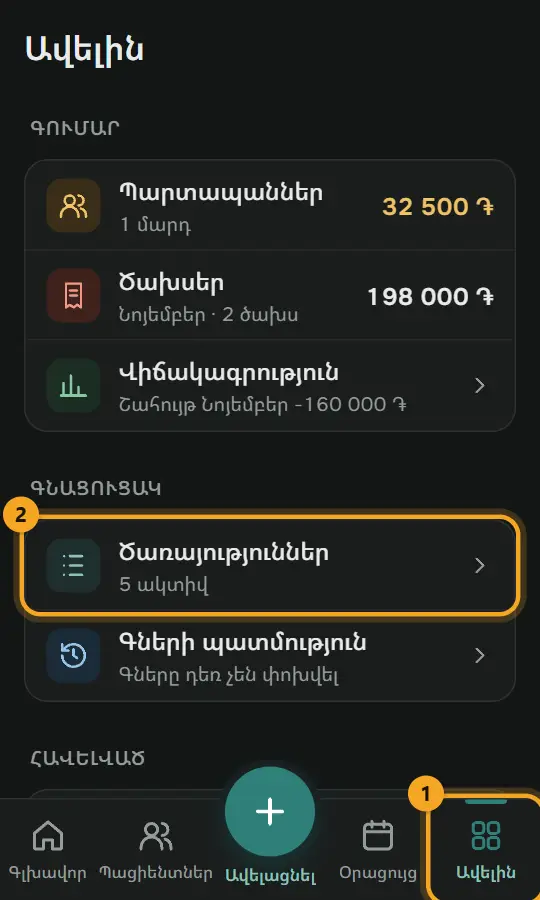 Ավելին
ԳՈՒՄԱՐ
Պարտապաններ
32 500 ֏
1 մարդ
Ծախսեր
198 000 ֏
Նոյեմբեր · 2 ծախս
Վիճակագրություն
Շահույթ Նոյեմբեր -160 000 ֏
ԳՆԱՑՈՒՑԱԿ
2
Ծառայություններ
5 ակտիվ
Գների պատմություն
Գները դեռ չեն փոխվել
ՀԱՎԵԼՎԱԾ
1
Գլխավոր Պացիենտներ Ավելացնել Օրացույց Ավելին